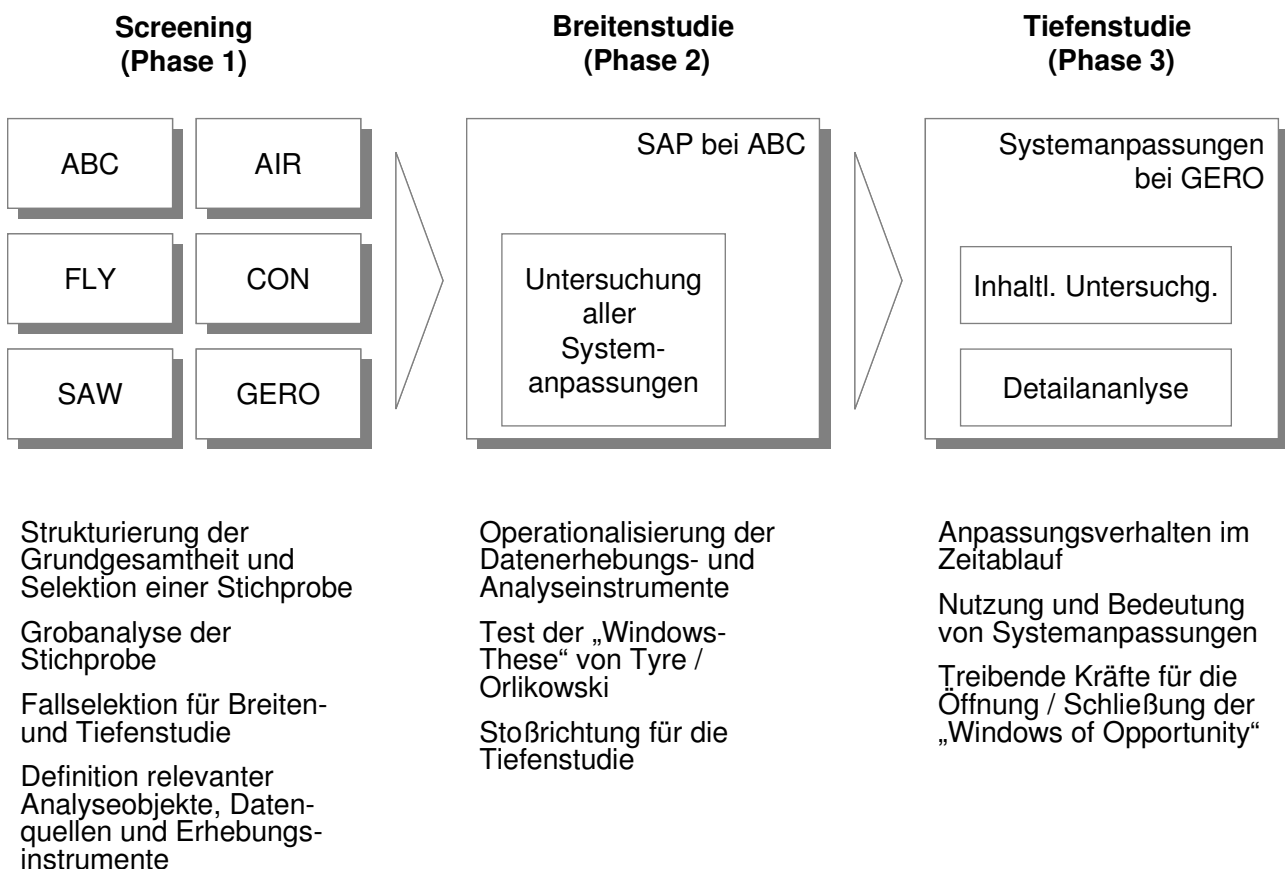 Screening
(Phase 1)
Breitenstudie
(Phase 2)
Tiefenstudie
(Phase 3)
ABC
AIR
FLY
CON
SAW
GERO
SAP bei ABC
Untersuchung
aller
System-
anpassungen
Systemanpassungen
bei GERO
Inhaltl. Untersuchg.
Detailananlyse
Strukturierung der
Grundgesamtheit und
Selektion einer Stichprobe
Grobanalyse der
Stichprobe
Fallselektion für Breiten-
und Tiefenstudie
Definition relevanter
Analyseobjekte, Daten-
quellen und Erhebungs-
instrumente
Operationalisierung der
Datenerhebungs- und
Analyseinstrumente
Test der „Windows-
These“ von Tyre /
Orlikowski
Stoßrichtung für die
Tiefenstudie
Anpassungsverhalten im
Zeitablauf
Nutzung und Bedeutung
von Systemanpassungen
Treibende Kräfte für die
Öffnung / Schließung der
„Windows of Opportunity“